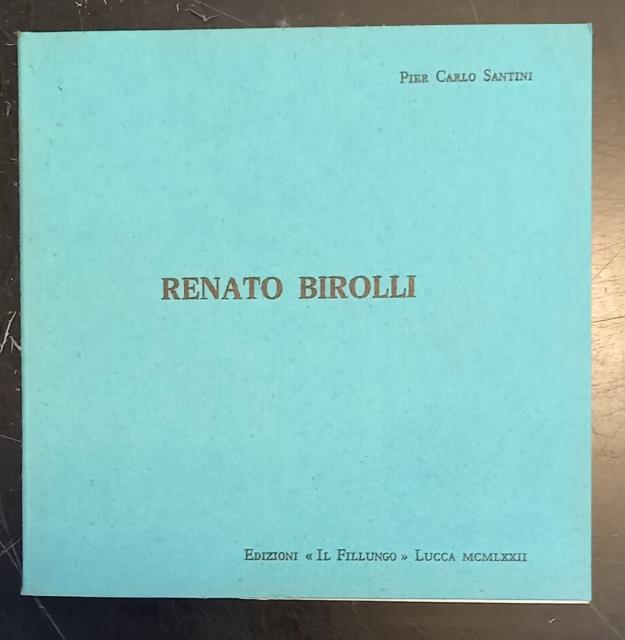 Pier Carlo Santini
RENATO BIROLLI
Edizioni « Il Fillungo » Lucca MCMLXXII